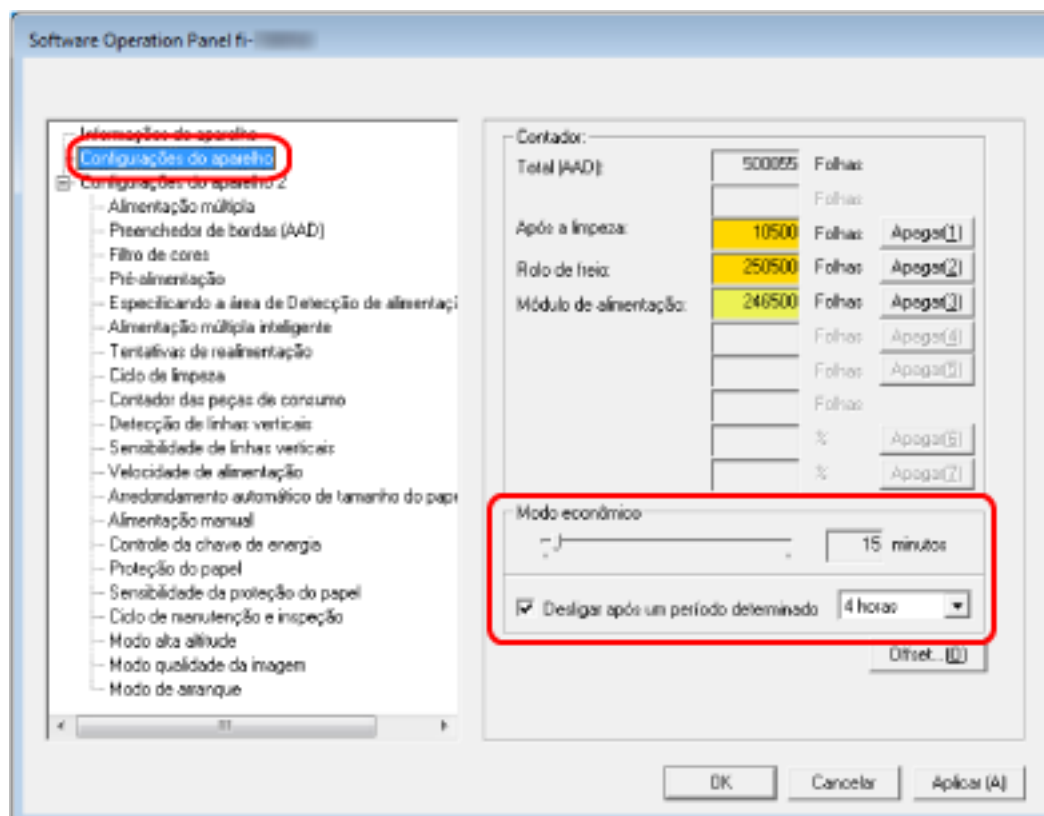 Software Operation Panel fi-
Informações do aparelho
Configurações do aparelho
Configurações do aparelho 2
Alimentação múltipla
Preenchedor de bordas (AAD)
Filtro de cores
Pré-alimentação
Especificando a área de Detecção de alimentaçã
Alimentação múltipla inteligente
Tentativas de realimentação
Ciclo de limpeza
Contador das peças de consumo
Detecção de linhas verticais
Sensibilidade de linhas verticais
Velocidade de alimentação
Arredondamento automático de tamanho do pape
Alimentação manual
Controle da chave de energia
Proteção do papel
Sensibilidade da proteção do papel
Ciclo de manutenção e inspeção
Modo alta altitude
Modo qualidade da imagem
Modo de arranque
Contador:
Total (AAD): 500055 Folhas
Folhas
Após a limpeza: 10500 Folhas Apagar(1)
Rolo de freio: 250500 Folhas Apagar(2)
Módulo de alimentação: 246500 Folhas Apagar(3)
Folhas Apagar(4)
Folhas Apagar(5)
Folhas
% Apagar(6)
% Apagar(7)
Modo econômico
15 minutos
Desligar após um período determinado 4 horas
Offset...(O)
OK Cancelar Aplicar (A)